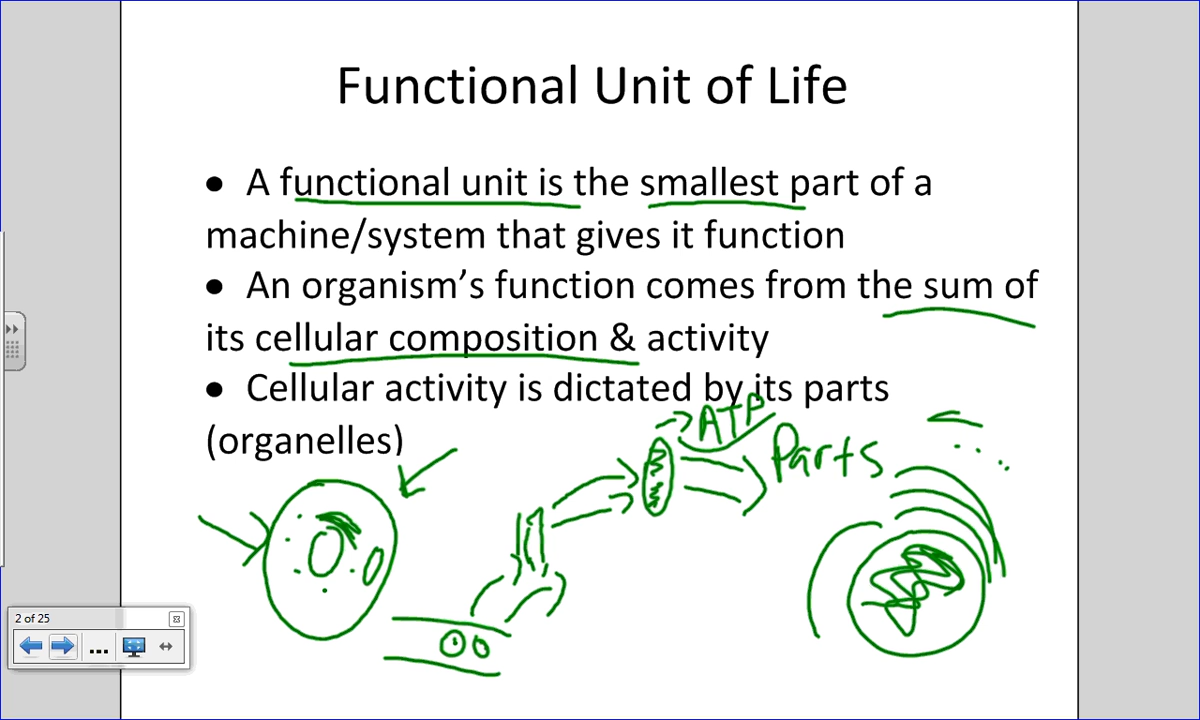 Functional Unit of Life
• A functional unit is the smallest part of a
machine/system that gives it function
• An organism’s function comes from the sum of
its cellular composition & activity
• Cellular activity is dictated by its parts
(organelles)
ATP
Parts
2 of 25
...